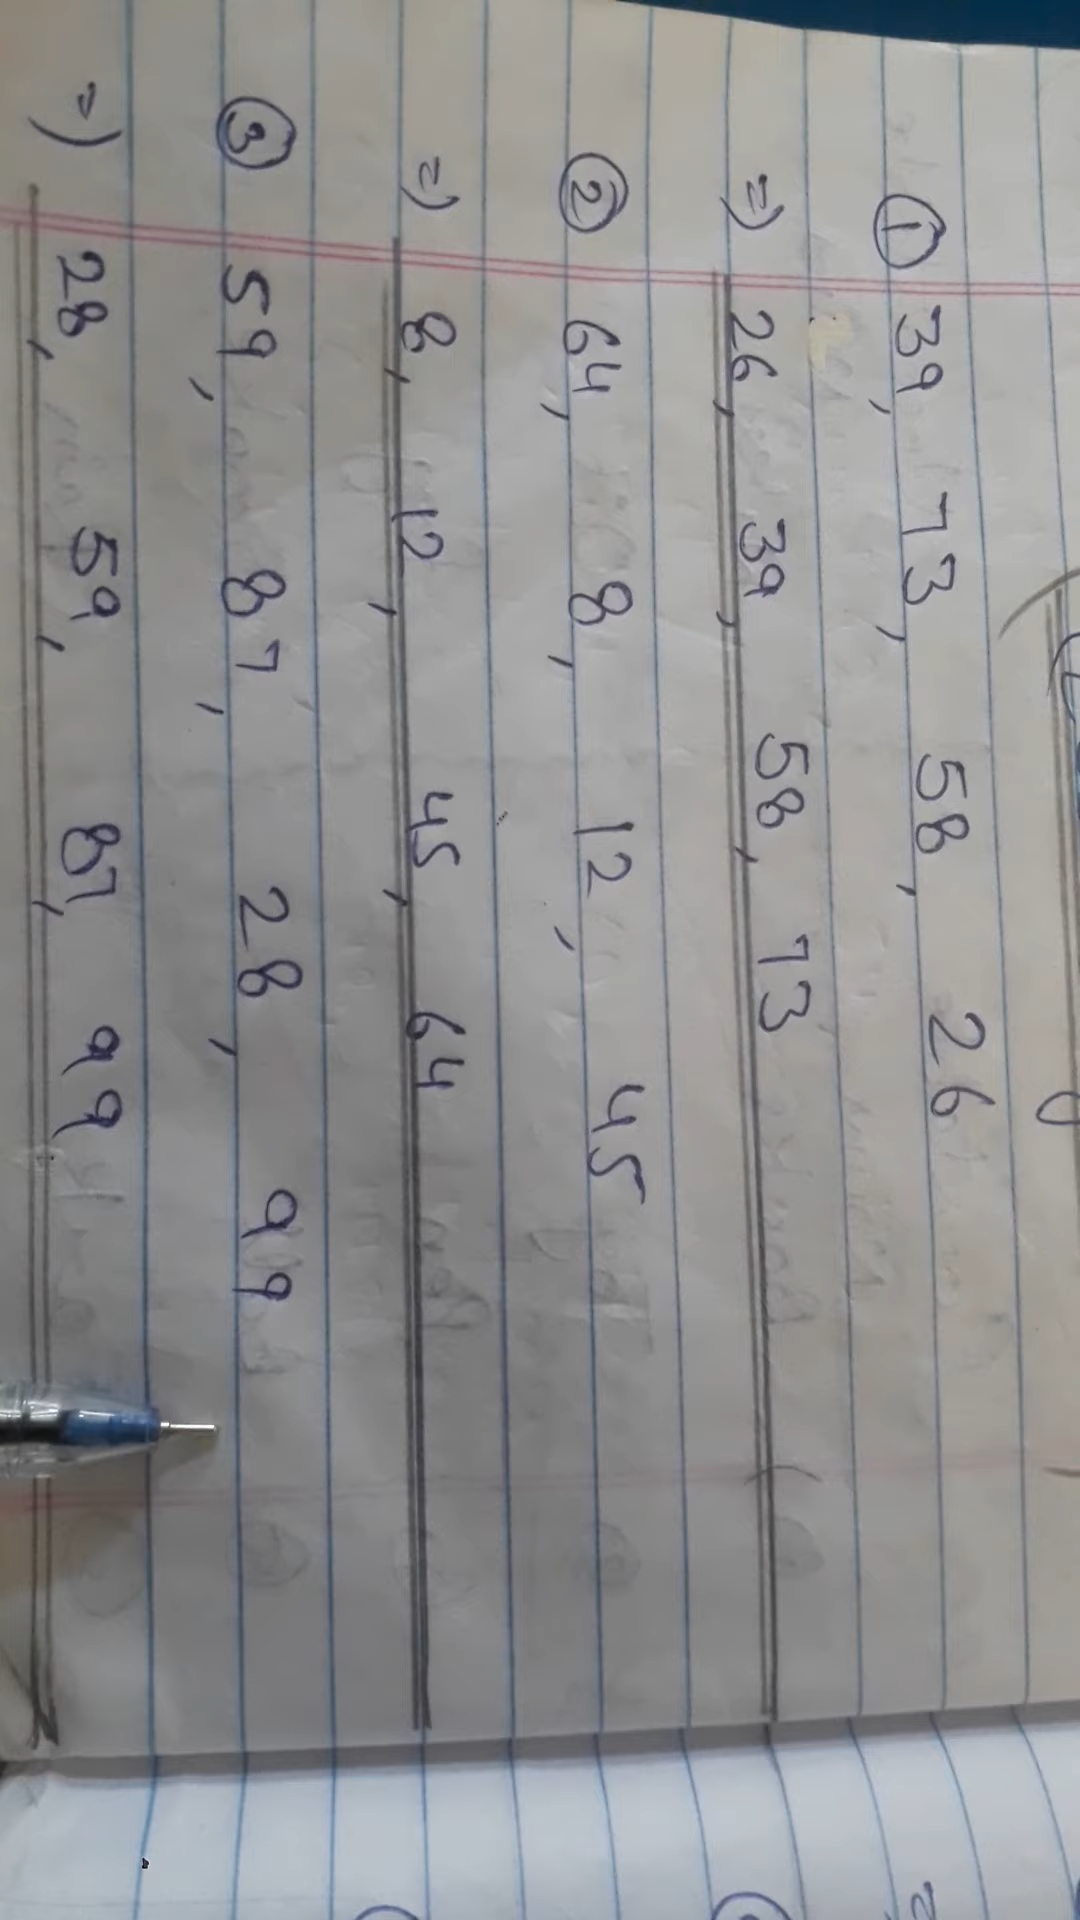 ① 39, 73, 58, 26
=) 26, 39, 58, 73
② 64, 8, 12, 45
=) 8, 12, 45, 64
③ 59, 87, 28, 99
=) 28, 59, 87, 99